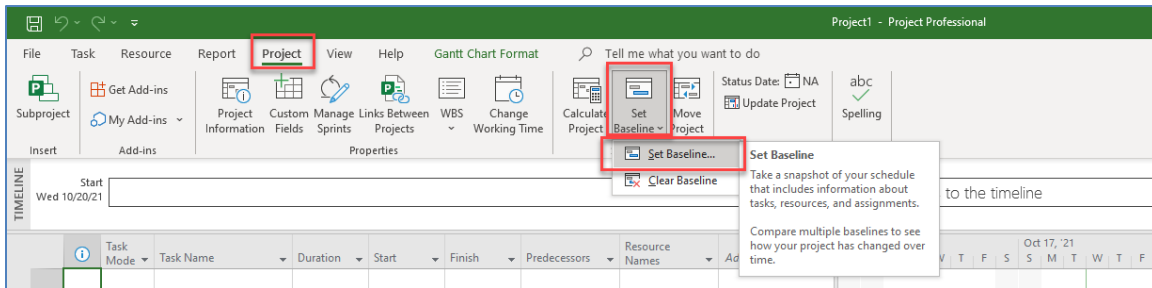 Project1 - Project Professional
File Task Resource Report Project View Help Gantt Chart Format Tell me what you want to do
Subproject
Get Add-ins
My Add-ins
Project Information
Custom Fields
Manage Sprints
Links Between Projects
WBS
Change Working Time
Calculate Project
Set Baseline
Move Project
Status Date: NA
Update Project
abc
Spelling
Insert Add-ins Properties
Set Baseline...
Clear Baseline
Set Baseline
Take a snapshot of your schedule
that includes information about
tasks, resources, and assignments.
Compare multiple baselines to see
how your project has changed over
time.
TIMELINE
Start
Wed 10/20/21
to the timeline
Task Mode
Task Name
Duration
Start
Finish
Predecessors
Resource Names
Oct 17, '21
T F S S M T W T F